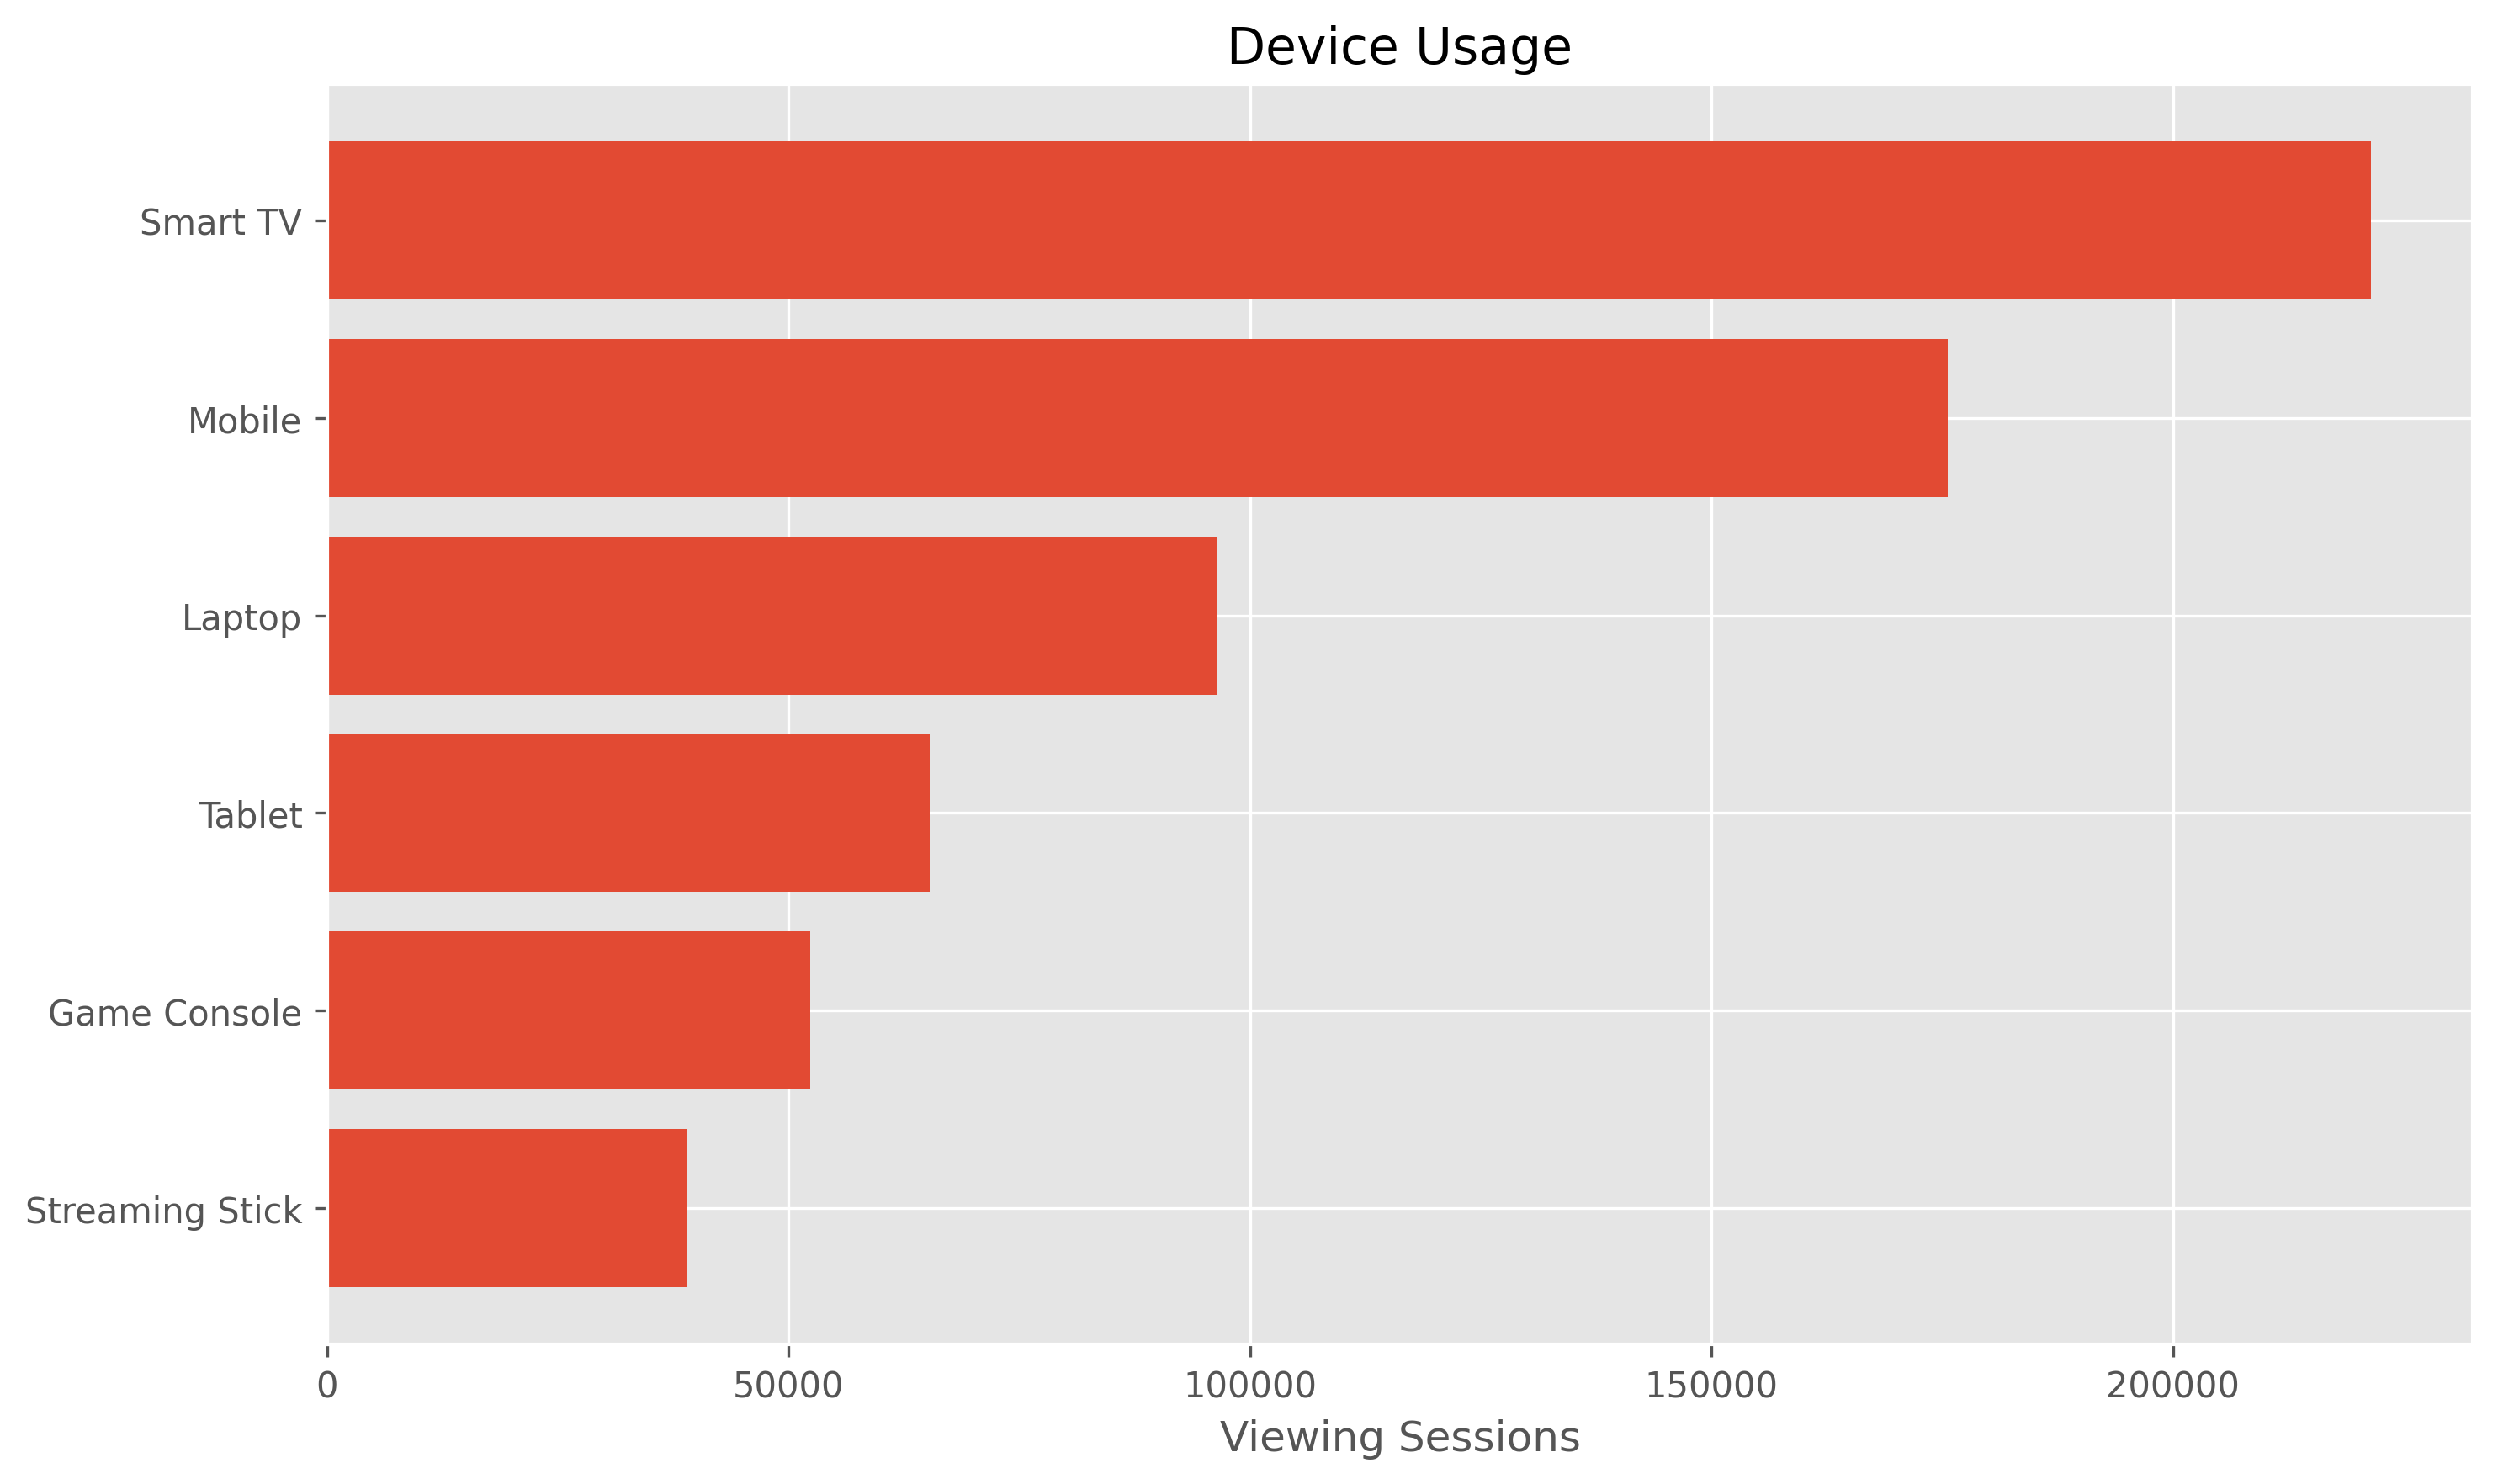 Device Usage
Smart TV
Mobile
Laptop
Tablet
Game Console
Streaming Stick
0 50000 100000 150000 200000
Viewing Sessions